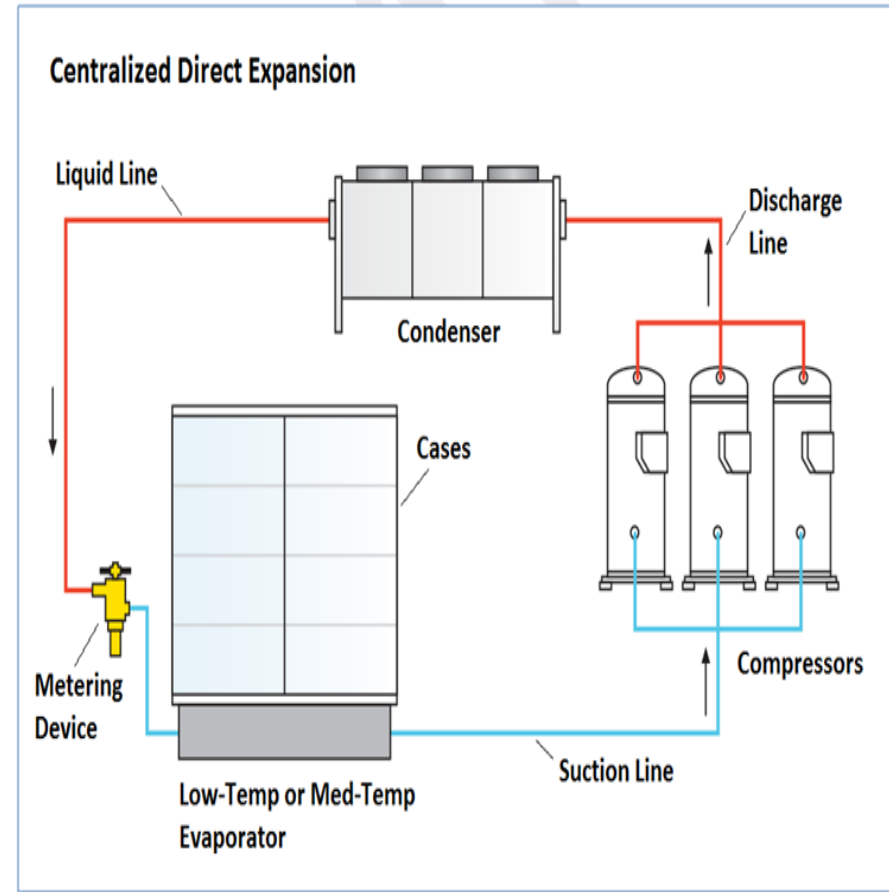 Centralized Direct Expansion
Liquid Line
Discharge
Line
Condenser
Cases
Metering
Device
Compressors
Suction Line
Low-Temp or Med-Temp
Evaporator